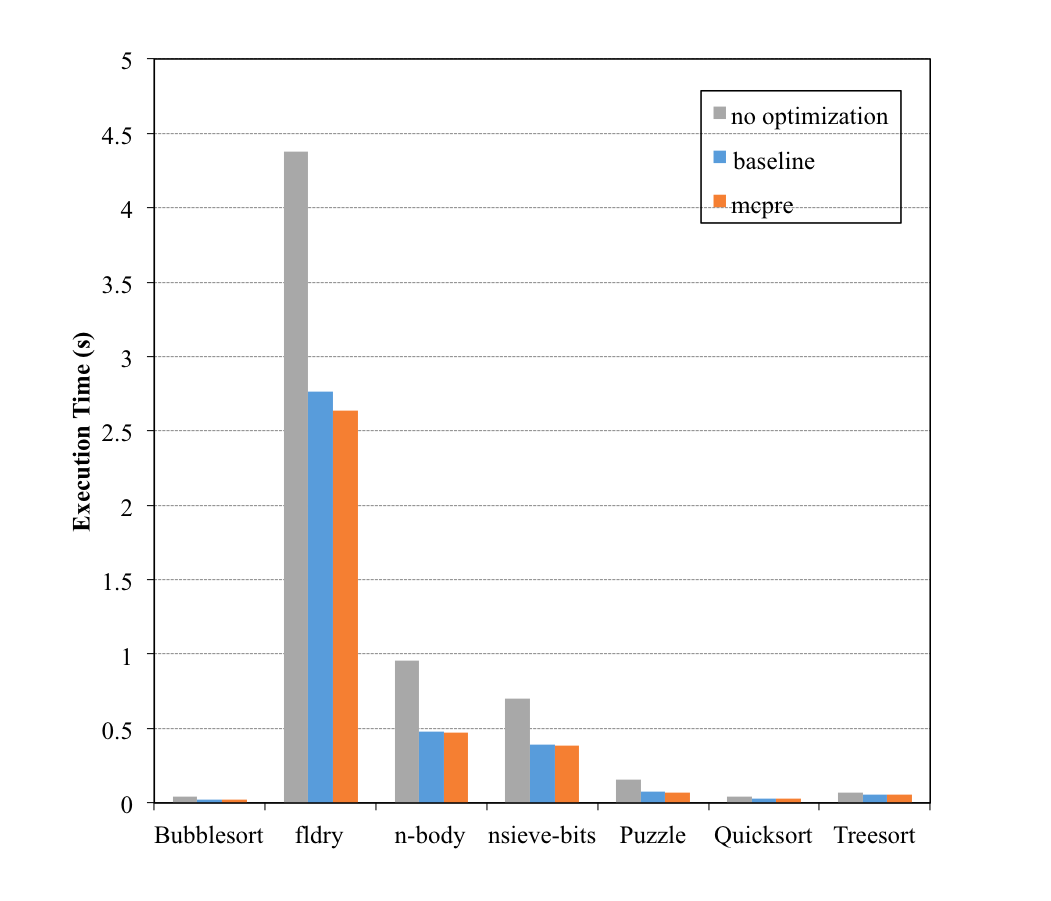 5
no optimization
4.5
baseline
4
mcpre
3.5
3
Execution Time (s)
2.5
2
1.5
1
0.5
0
Bubblesort fldry n-body nsieve-bits Puzzle Quicksort Treesort